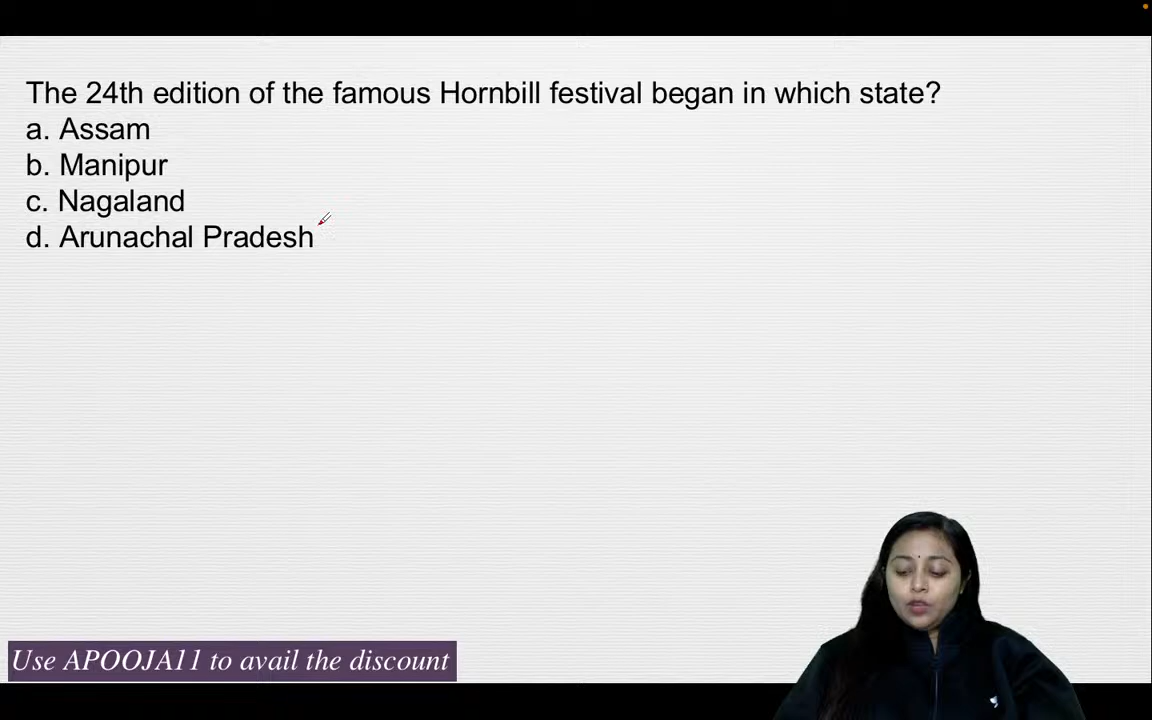 The 24th edition of the famous Hornbill festival began in which state?
a. Assam
b. Manipur
c. Nagaland
d. Arunachal Pradesh
Use APOOJA11 to avail the discount